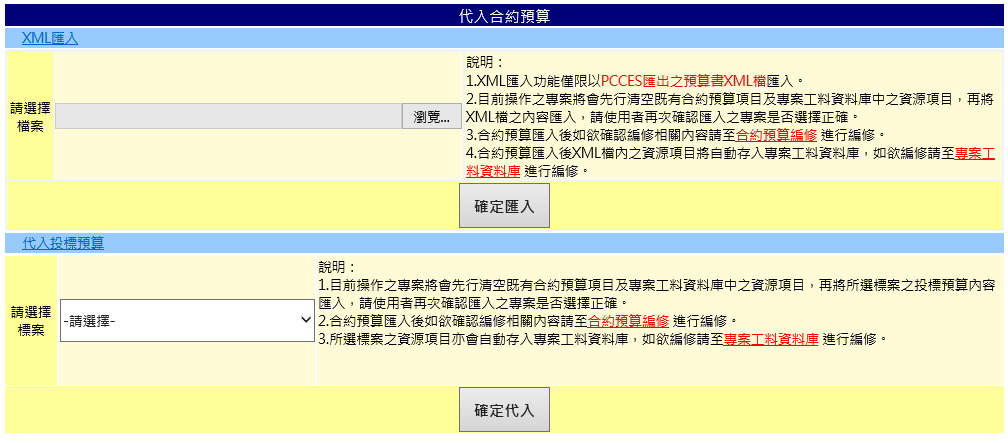 代入合約預算
XML匯入
請選擇
檔案
瀏覽...
說明：
1.XML匯入功能僅限以PCCES匯出之預算書XML檔匯入。
2.目前操作之專案將會先行清空既有合約預算項目及專案工料資料庫中之資源項目，再將
XML檔之內容匯入，請使用者再次確認匯入之專案是否選擇正確。
3.合約預算匯入後如欲確認編修相關內容請至合約預算編修 進行編修。
4.合約預算匯入後XML檔內之資源項目將自動存入專案工料資料庫，如欲編修請至專案工
料資料庫 進行編修。
確定匯入
代入投標預算
請選擇
標案
-請選擇-
說明：
1.目前操作之專案將會先行清空既有合約預算項目及專案工料資料庫中之資源項目，再將所選標案之投標預算內容
匯入，請使用者再次確認匯入之專案是否選擇正確。
2.合約預算匯入後如欲確認編修相關內容請至合約預算編修 進行編修。
3.所選標案之資源項目亦會自動存入專案工料資料庫，如欲編修請至專案工料資料庫 進行編修。
確定代入